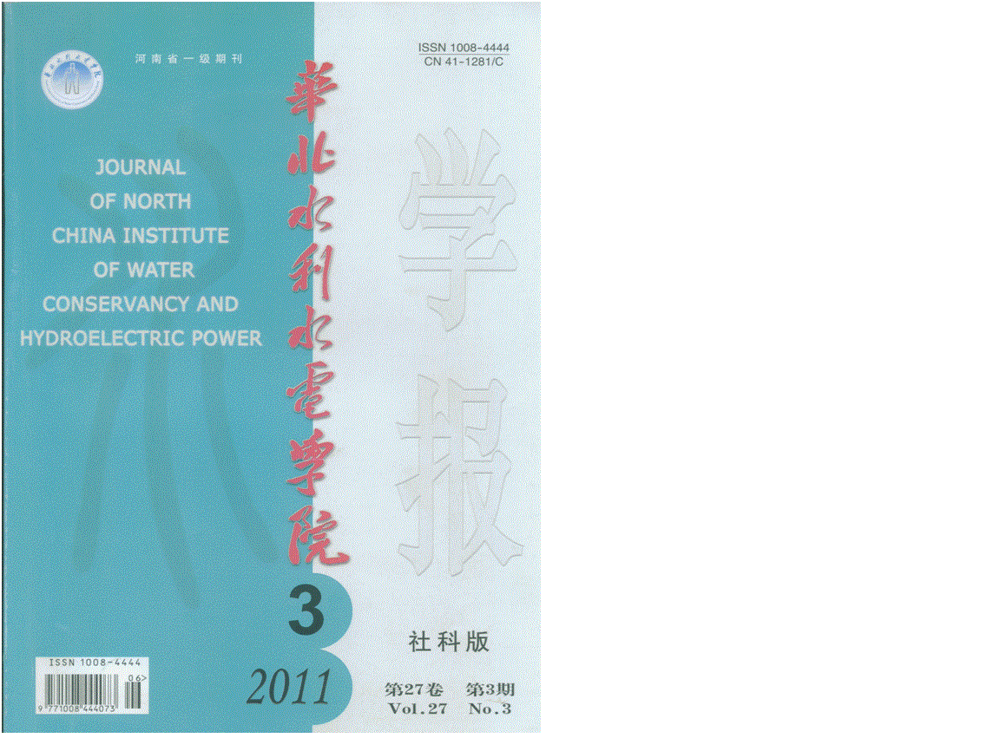 河南省一级期刊
ISSN 1008-4444
CN 41-1281/C
JOURNAL
OF NORTH
CHINA INSTITUTE
OF WATER
CONSERVANCY AND
HYDROELECTRIC POWER
華北水利水電學院
学报
3
2011
社科版
第27卷 第3期
Vol.27 No.3
ISSN 1008-4444
06>
9 771008 444073